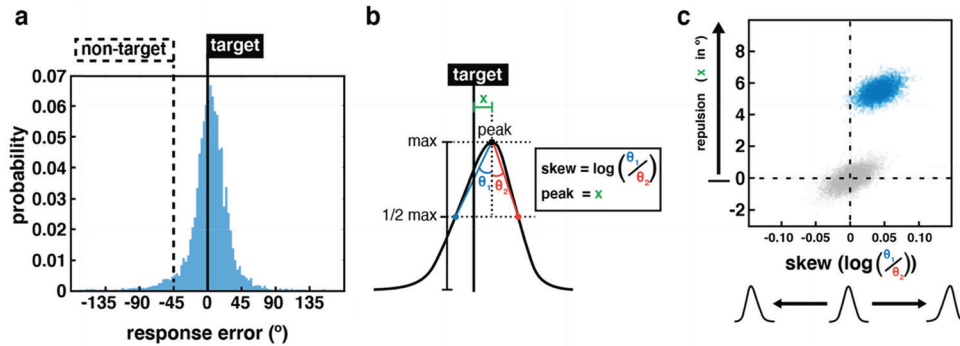 a
non-target
target
0.07
0.06
0.05
0.04
0.03
0.02
0.01
0
probability
-135 -90 -45 0 45 90 135
response error (º)
b
target
x
peak
max
1/2 max
θ1 θ2
skew = log(θ1/θ2)
peak = x
c
repulsion (x in º)
8
6
4
2
0
-2
-0.10 -0.05 0 0.05 0.10
skew (log(θ1/θ2))